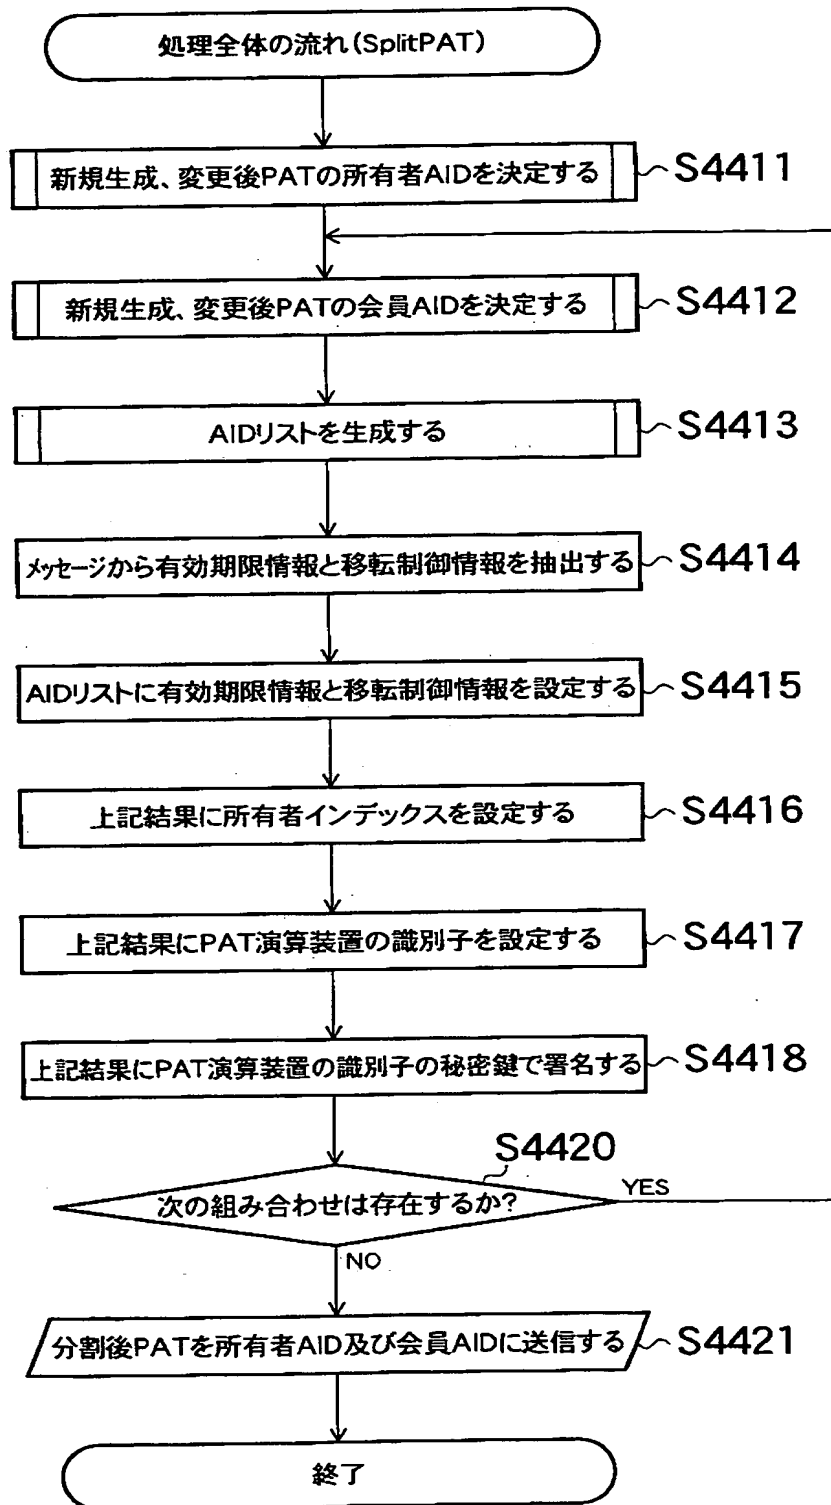 処理全体の流れ(SplitPAT)
新規生成、変更後PATの所有者AIDを決定する
S4411
新規生成、変更後PATの会員AIDを決定する
S4412
AIDリストを生成する
S4413
メッセージから有効期限情報と移転制御情報を抽出する
S4414
AIDリストに有効期限情報と移転制御情報を設定する
S4415
上記結果に所有者インデックスを設定する
S4416
上記結果にPAT演算装置の識別子を設定する
S4417
上記結果にPAT演算装置の識別子の秘密鍵で署名する
S4418
S4420
次の組み合わせは存在するか?
YES
NO
分割後PATを所有者AID及び会員AIDに送信する
S4421
終了